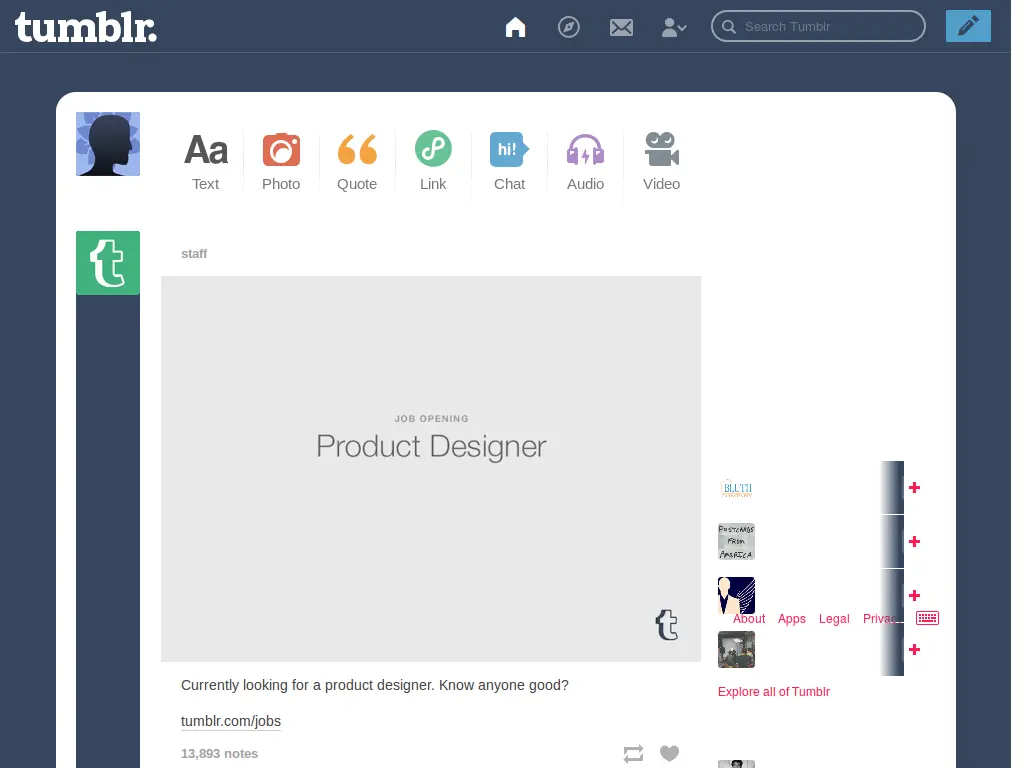 tumblr.
Search Tumblr
Aa
hi!
Text
Photo
Quote
Link
Chat
Audio
Video
staff
JOB OPENING
Product Designer
BLUTH
POSTCARDS
FROM
AMERICA
About
Apps
Legal
Privac
Explore all of Tumblr
Currently looking for a product designer. Know anyone good?
tumblr.com/jobs
13,893 notes